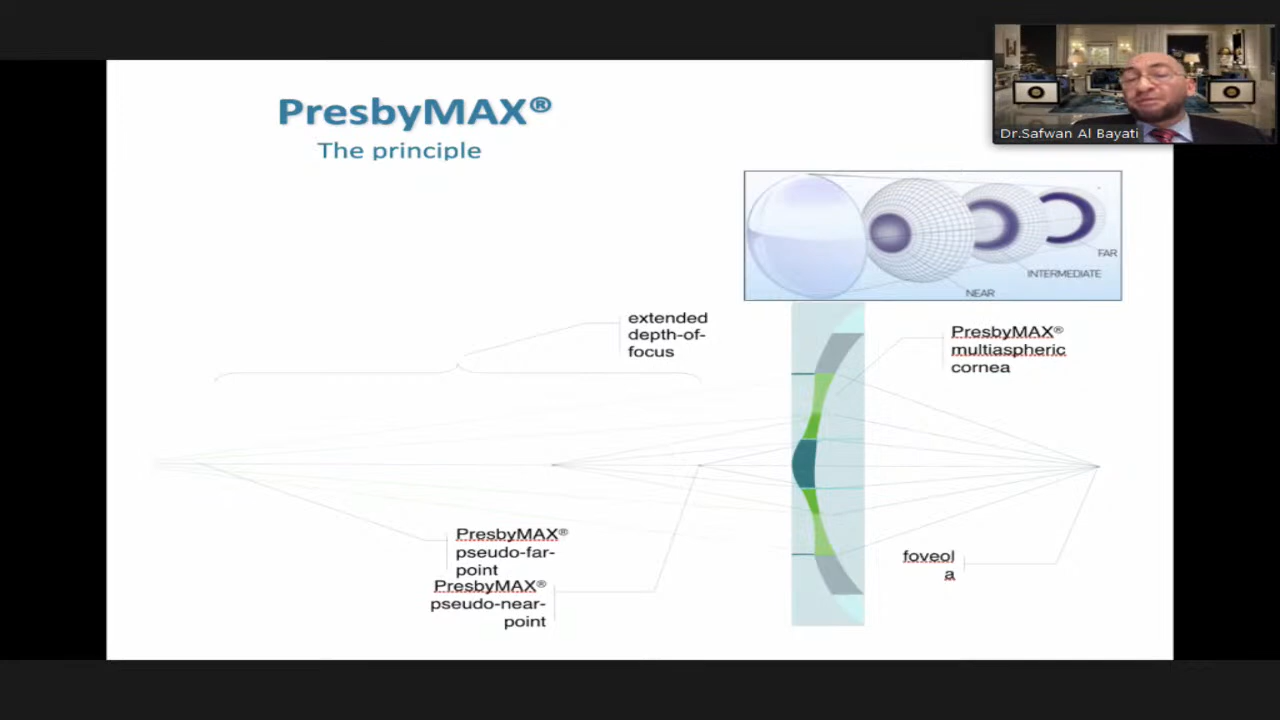 PresbyMAX®
The principle
Dr.Safwan Al Bayati
FAR
INTERMEDIATE
NEAR
extended
depth-of-
focus
PresbyMAX®
multiaspheric
cornea
PresbyMAX®
pseudo-far-
point
PresbyMAX®
pseudo-near-
point
foveol
a